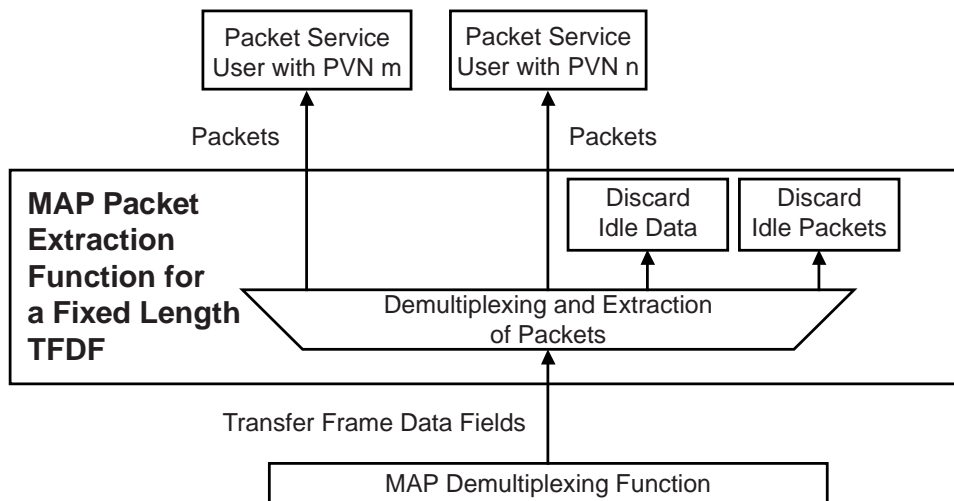 Packet Service
User with PVN m
Packet Service
User with PVN n
Packets
Packets
MAP Packet
Extraction
Function for
a Fixed Length
TFDF
Discard
Idle Data
Discard
Idle Packets
Demultiplexing and Extraction
of Packets
Transfer Frame Data Fields
MAP Demultiplexing Function